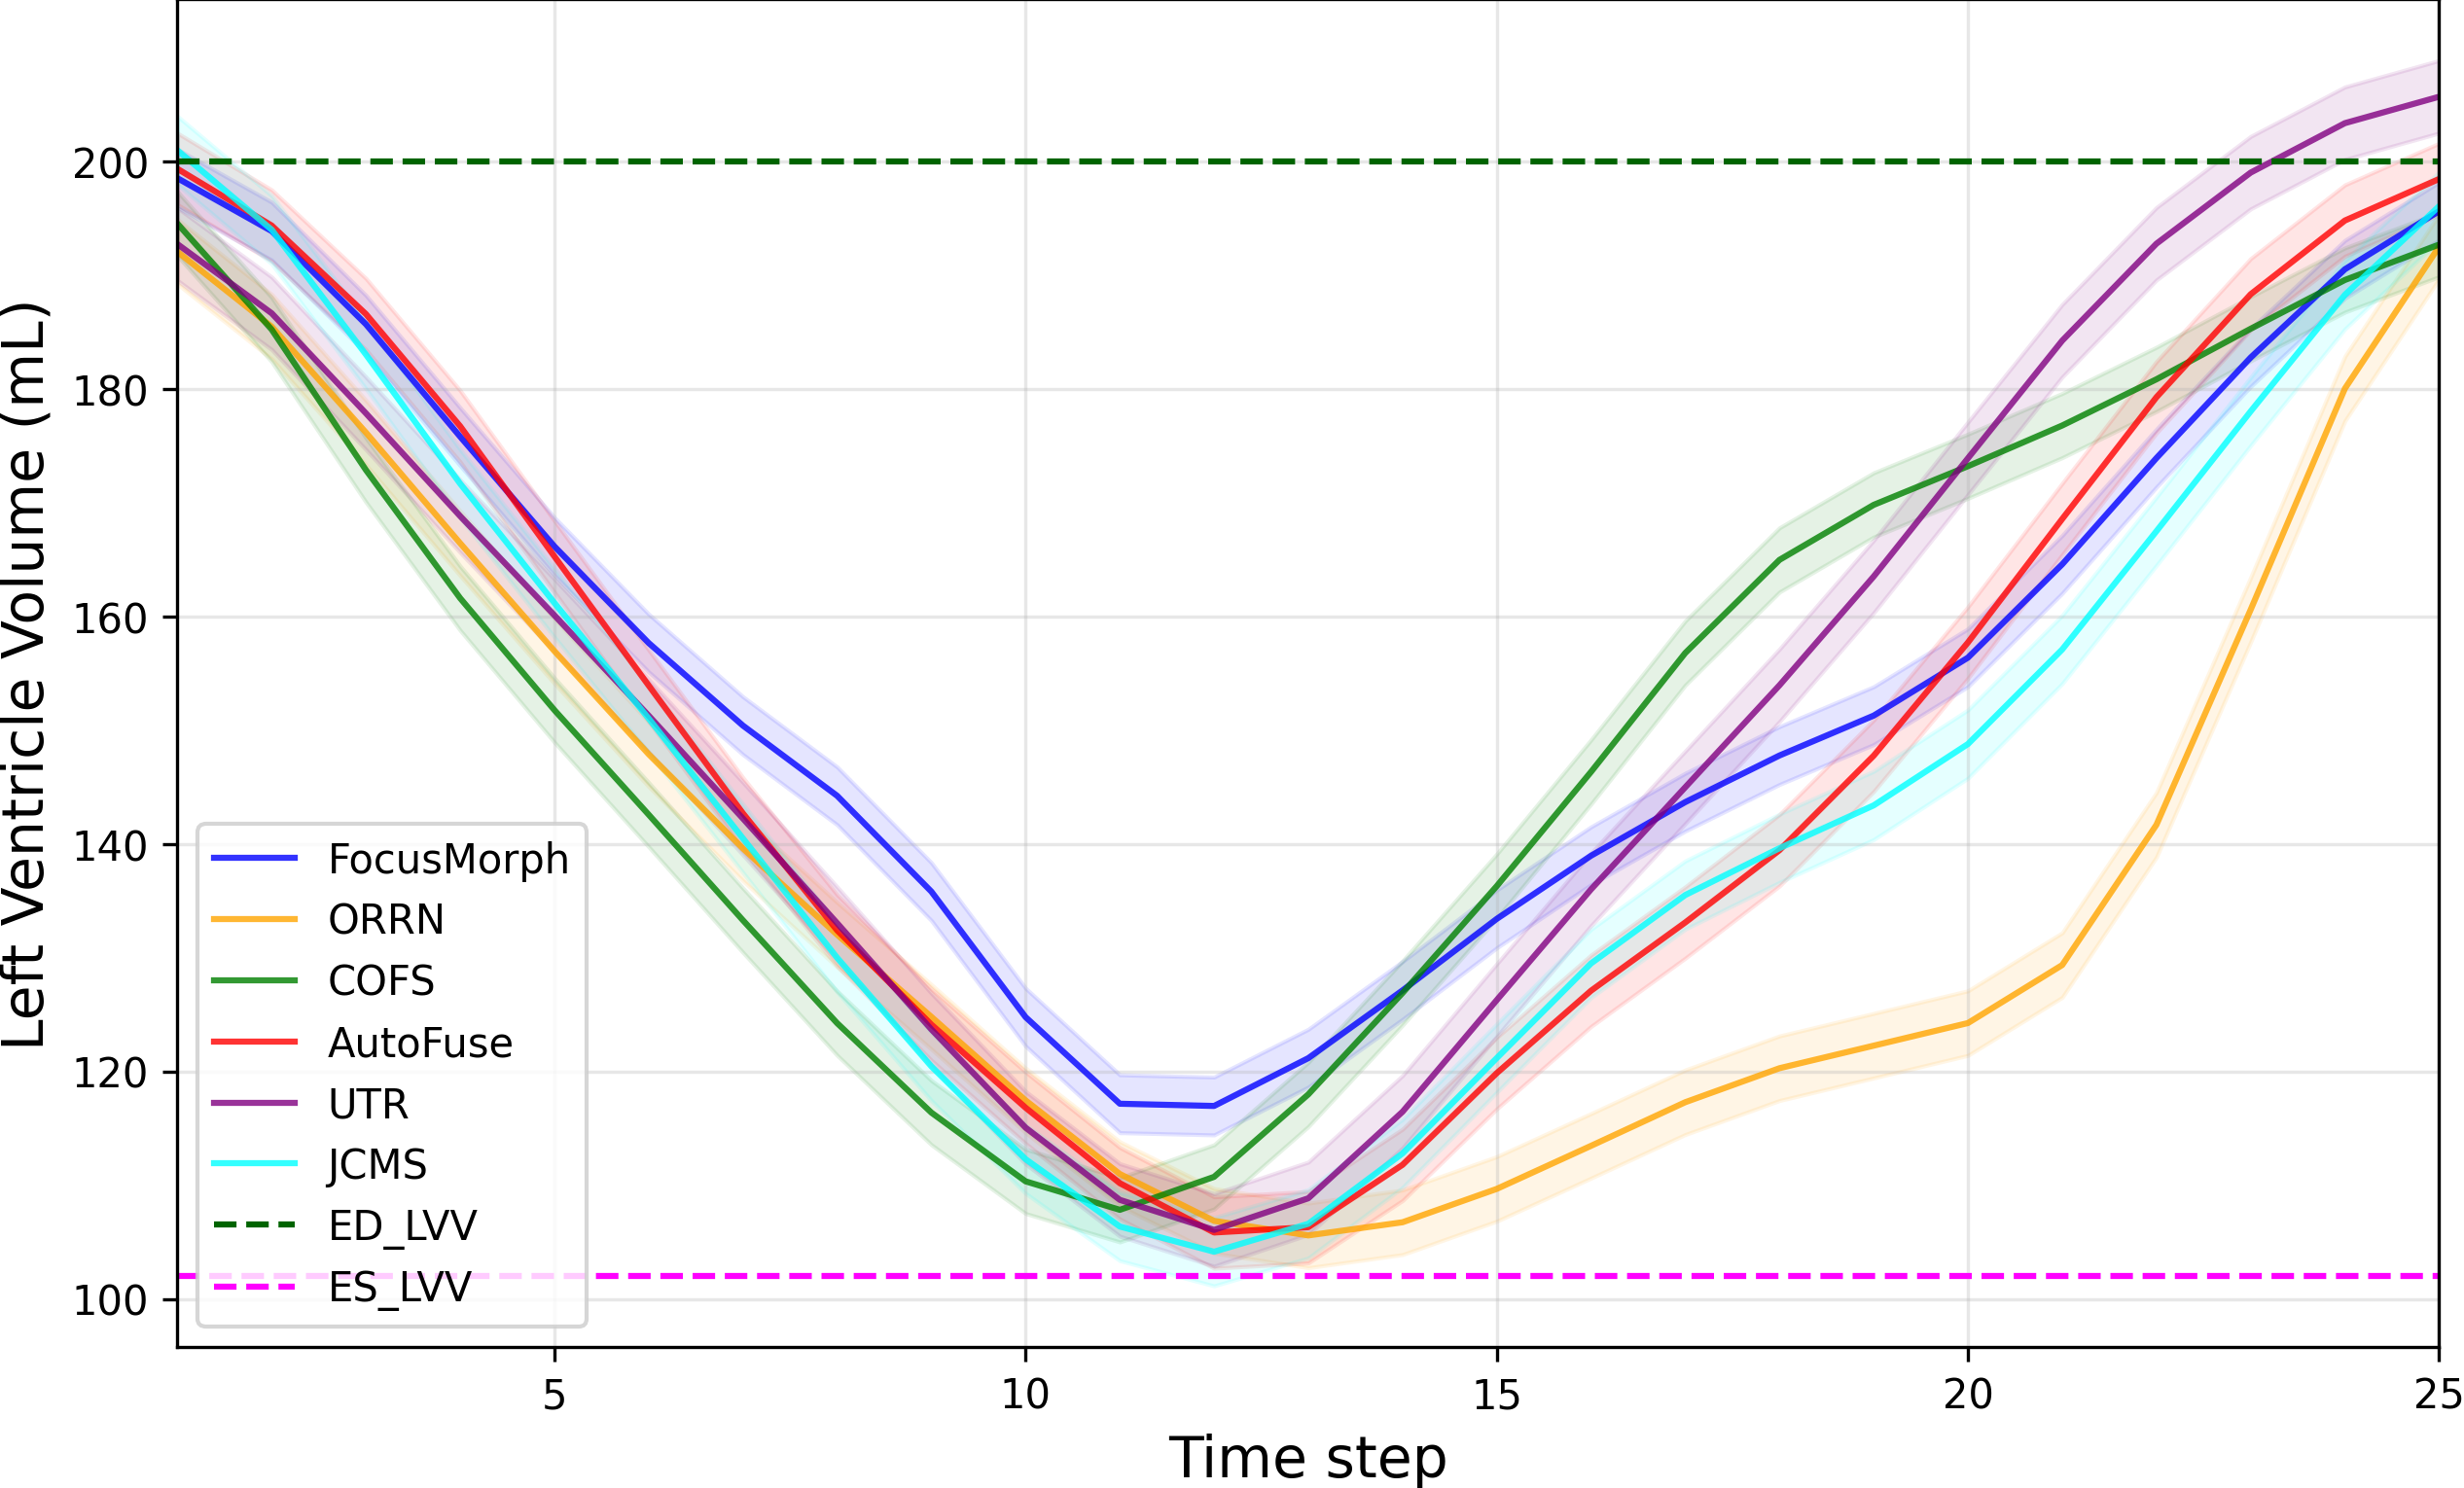 Left Ventricle Volume (mL)
200
180
160
140
120
100
FocusMorph
ORRN
COFS
AutoFuse
UTR
JCMS
ED_LVV
ES_LVV
5
10
15
20
25
Time step